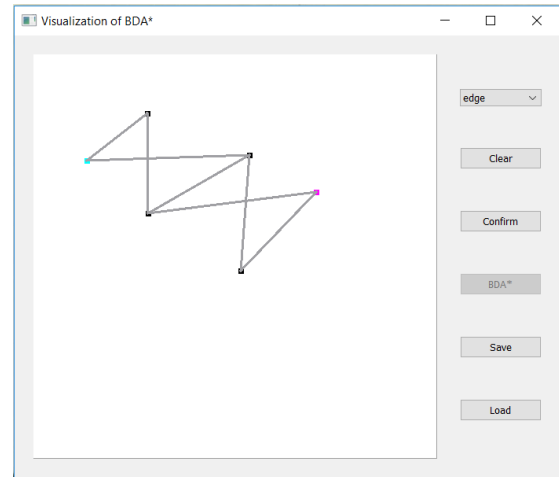 Visualization of BDA*
edge
Clear
Confirm
BDA*
Save
Load